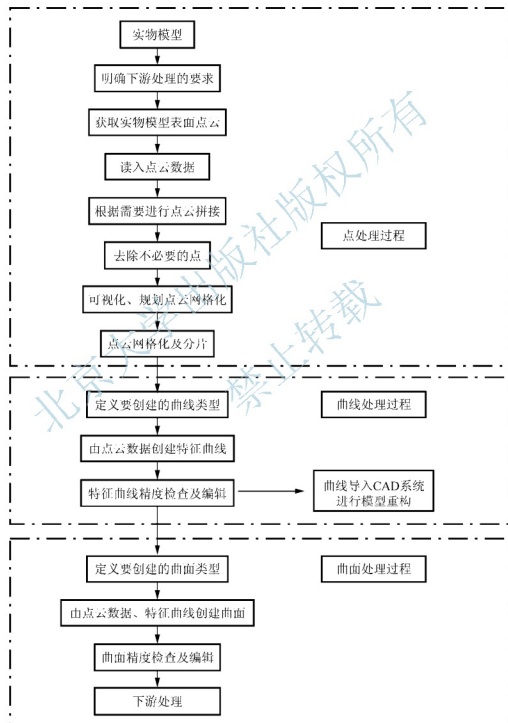 实物模型
明确下游处理的要求
获取实物模型表面点云
读入点云数据
根据需要进行点云拼接
去除不必要的点
可视化、规划点云网格化
点云网格化及分片
点处理过程
定义要创建的曲线类型
曲线处理过程
由点云数据创建特征曲线
特征曲线精度检查及编辑
曲线导入CAD系统
进行模型重构
定义要创建的曲面类型
曲面处理过程
由点云数据、特征曲线创建曲面
曲面精度检查及编辑
下游处理
北京大学出版社版权所有
禁止转载